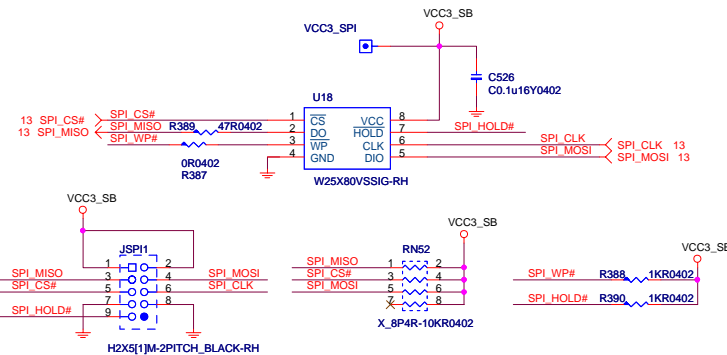 VCC3_SB
VCC3_SPI
C526
C0.1u16Y0402
U18
13 SPI_CS# SPI_CS# 1 CS VCC 8
13 SPI_MISO SPI_MISO R389 47R0402 2 DO HOLD 7 SPI_HOLD#
SPI_WP# 3 WP CLK 6 SPI_CLK SPI_CLK 13
4 GND DIO 5 SPI_MOSI SPI_MOSI 13
0R0402
R387
W25X80VSSIG-RH
VCC3_SB
JSPI1
1 2
SPI_MISO 3 4 SPI_MOSI
SPI_CS# 5 6 SPI_CLK
7 8
SPI_HOLD# 9
H2X5[1]M-2PITCH_BLACK-RH
VCC3_SB
RN52
SPI_MISO 1 2
SPI_CS# 3 4
SPI_MOSI 5 6
7 8
X_8P4R-10KR0402
VCC3_SB
SPI_WP# R388 1KR0402
SPI_HOLD# R390 1KR0402